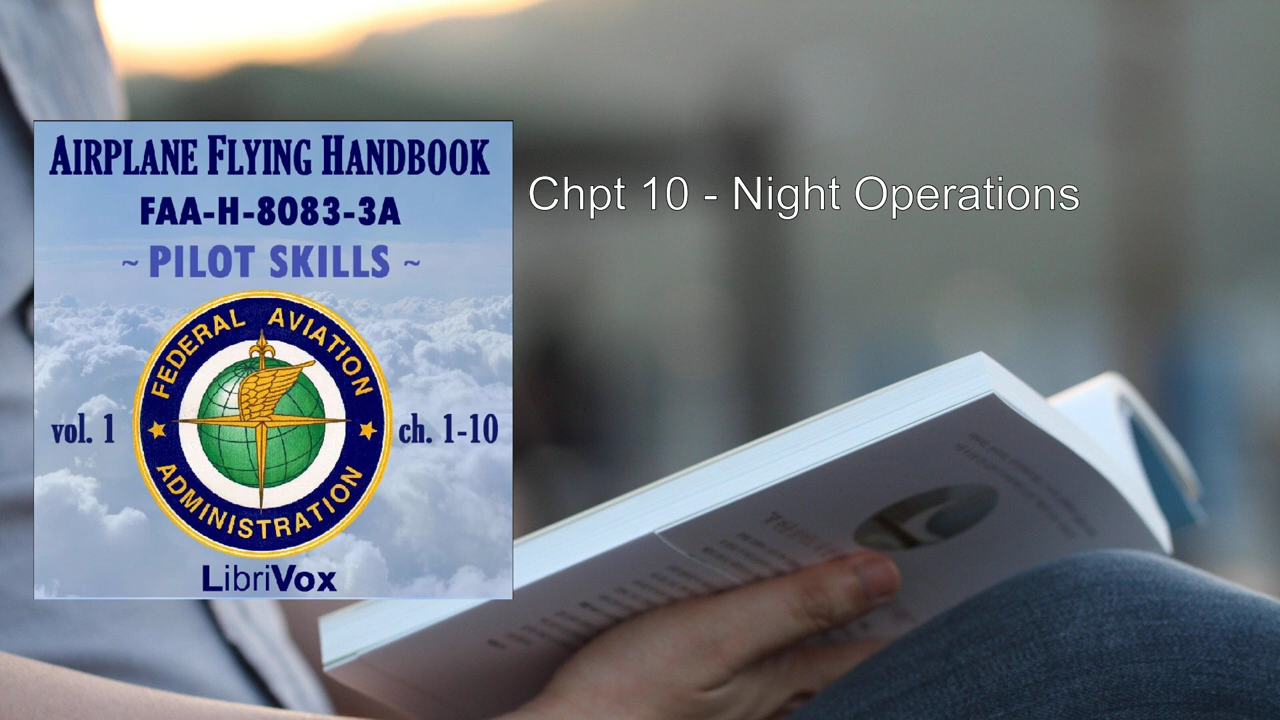 AIRPLANE FLYING HANDBOOK
FAA-H-8083-3A
~ PILOT SKILLS ~
FEDERAL AVIATION
ADMINISTRATION
vol. 1
ch. 1-10
LibriVox
Chpt 10 - Night Operations